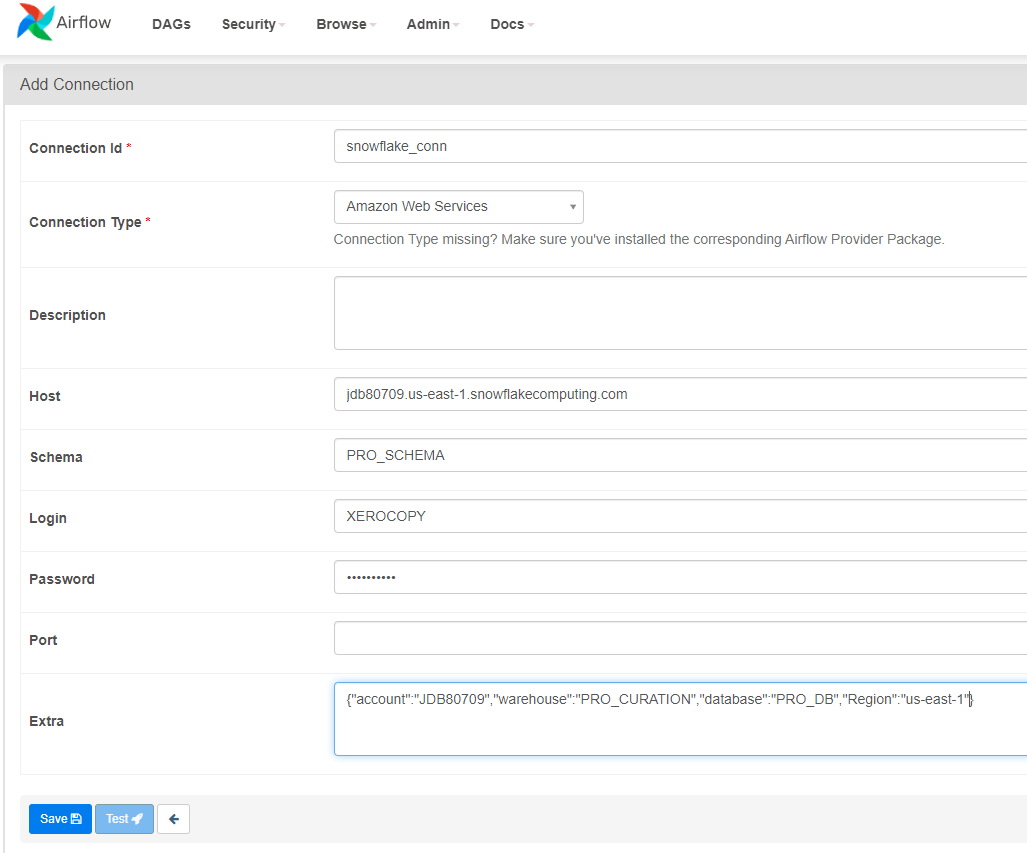 Airflow DAGs Security Browse Admin Docs
Add Connection
Connection Id * snowflake_conn
Connection Type * Amazon Web Services
Connection Type missing? Make sure you've installed the corresponding Airflow Provider Package.
Description
Host jdb80709.us-east-1.snowflakecomputing.com
Schema PRO_SCHEMA
Login XEROCOPY
Password ••••••••••
Port
Extra {"account":"JDB80709","warehouse":"PRO_CURATION","database":"PRO_DB","Region":"us-east-1"}
Save Test